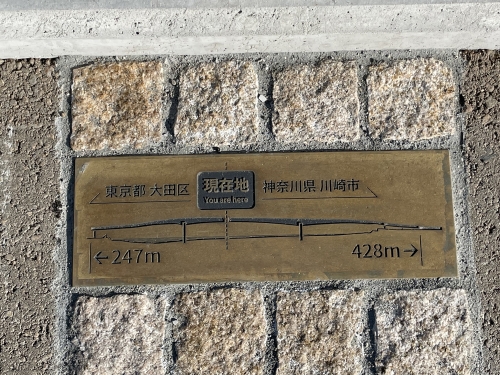 東京都 大田区
現在地
You are here
神奈川県 川崎市
←247m
428m→